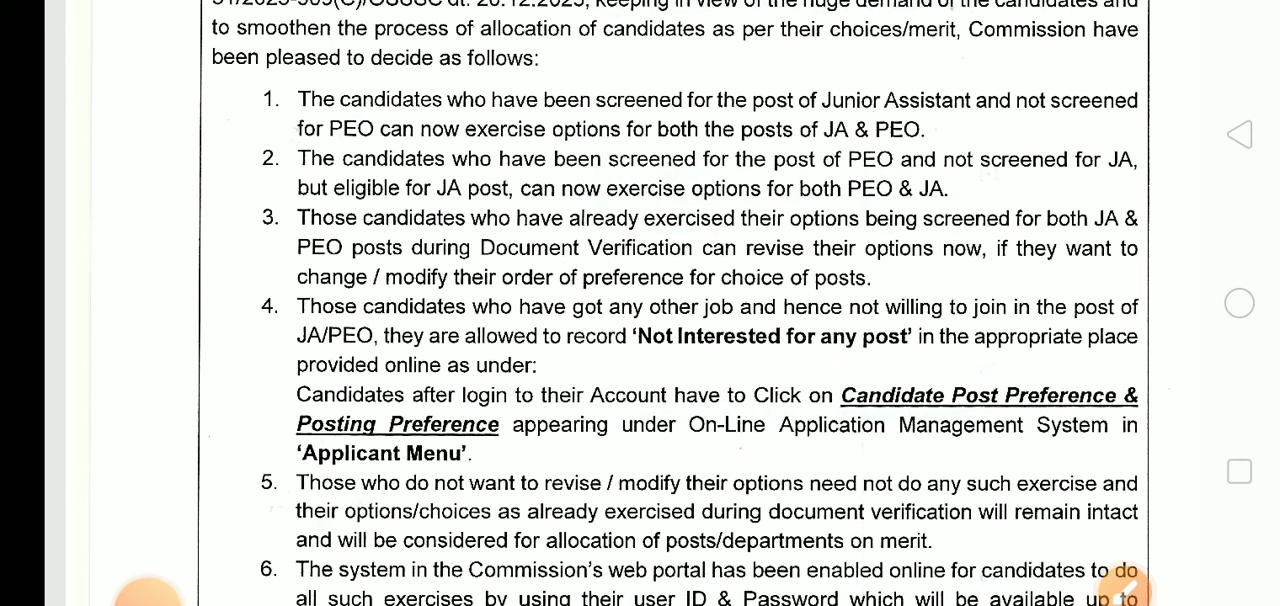 to smoothen the process of allocation of candidates as per their choices/merit, Commission have
been pleased to decide as follows:
1. The candidates who have been screened for the post of Junior Assistant and not screened
for PEO can now exercise options for both the posts of JA & PEO.
2. The candidates who have been screened for the post of PEO and not screened for JA,
but eligible for JA post, can now exercise options for both PEO & JA.
3. Those candidates who have already exercised their options being screened for both JA &
PEO posts during Document Verification can revise their options now, if they want to
change / modify their order of preference for choice of posts.
4. Those candidates who have got any other job and hence not willing to join in the post of
JA/PEO, they are allowed to record ‘Not Interested for any post’ in the appropriate place
provided online as under:
Candidates after login to their Account have to Click on Candidate Post Preference &
Posting Preference appearing under On-Line Application Management System in
‘Applicant Menu’.
5. Those who do not want to revise / modify their options need not do any such exercise and
their options/choices as already exercised during document verification will remain intact
and will be considered for allocation of posts/departments on merit.
6. The system in the Commission's web portal has been enabled online for candidates to do
all such exercises by using their user ID & Password which will be available up to